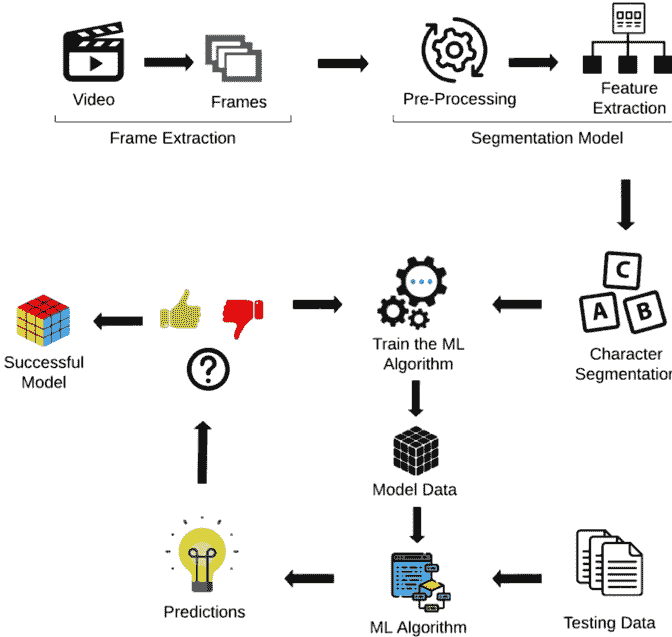 Video
Frames
Pre-Processing
Feature
Extraction
Frame Extraction
Segmentation Model
C
A
B
Successful
Model
?
Train the ML
Algorithm
Character
Segmentation
Model Data
Predictions
ML Algorithm
Testing Data